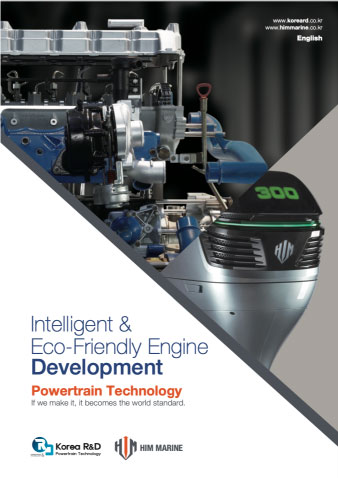 www.koreard.co.kr
www.himmarine.co.kr
English
300
Intelligent &
Eco-Friendly Engine
Development
Powertrain Technology
If we make it, it becomes the world standard.
Korea R&D
Powertrain Technology
HIM MARINE